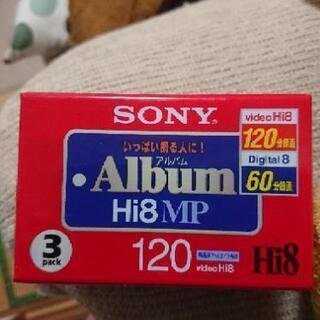 SONY
video Hi8
120分録画
Digital 8
60分録画
いっぱい撮る人に!
アルバム
.Album
Hi8 MP
3
pack
120
video Hi8
Hi8